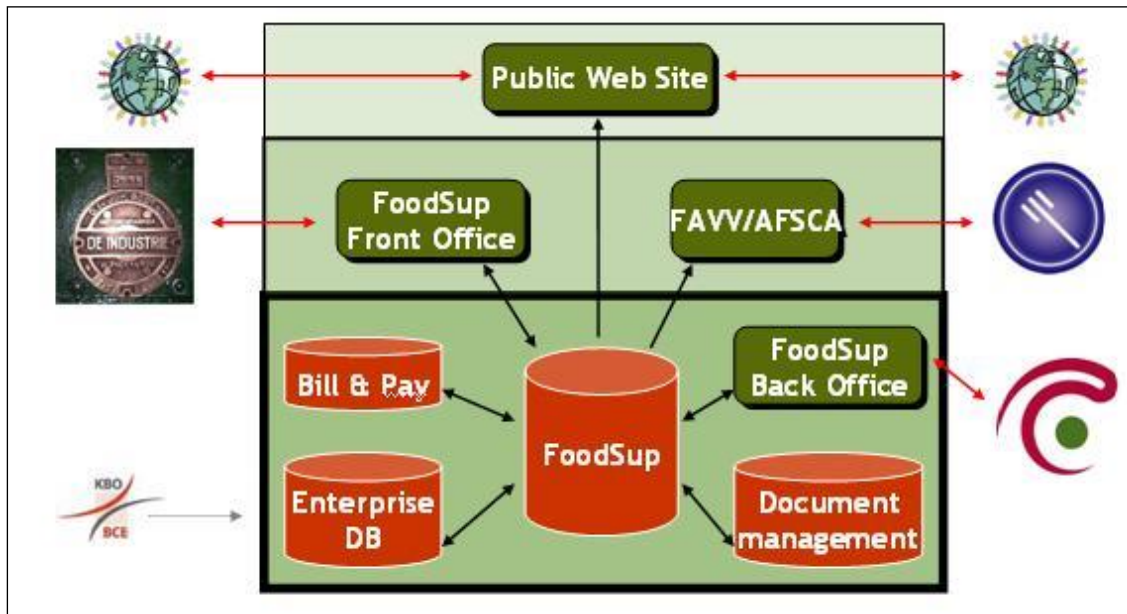 Public Web Site
FoodSup
Front Office
FAVV/AFSCA
DE INDUSTRIE
Bill & Pay
FoodSup
Back Office
FoodSup
Enterprise
DB
Document
management
KBO
BCE